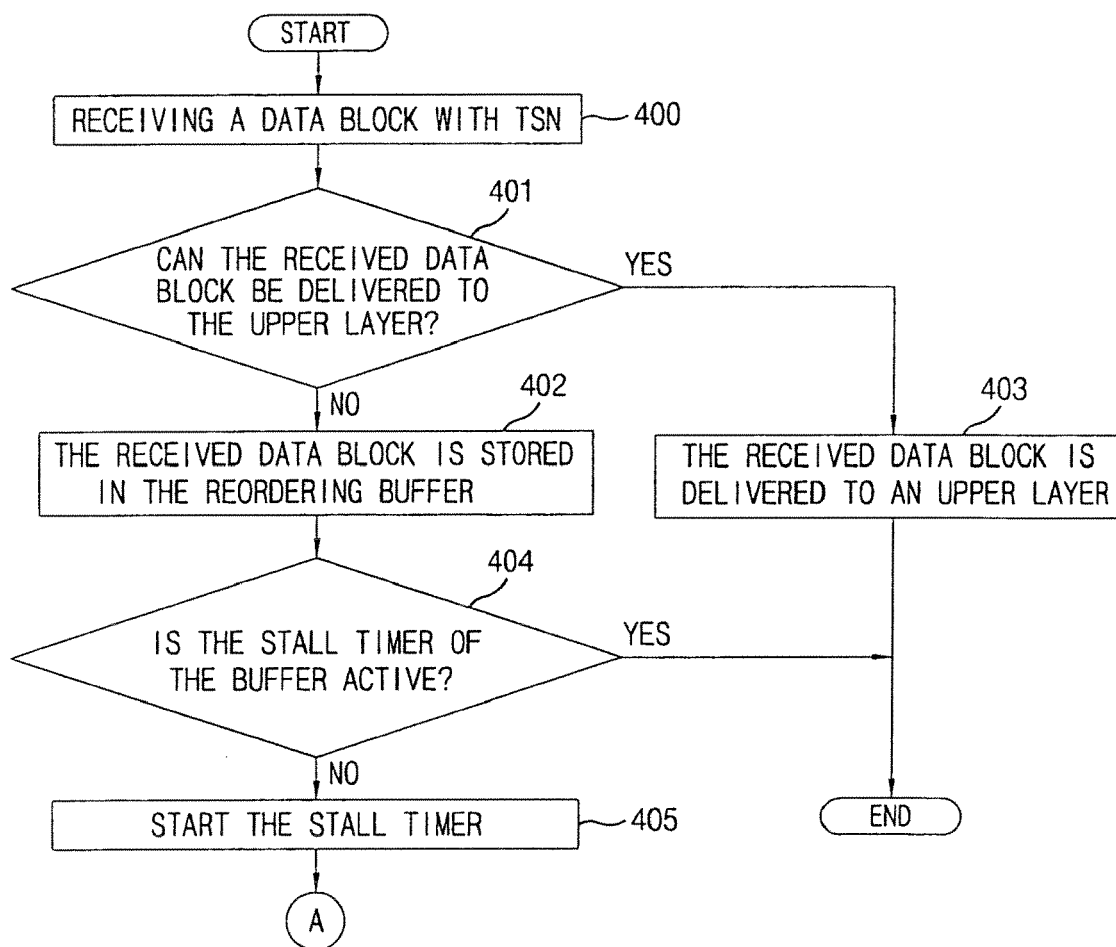 START
RECEIVING A DATA BLOCK WITH TSN
400
401
CAN THE RECEIVED DATA
BLOCK BE DELIVERED TO
THE UPPER LAYER?
YES
NO
402
THE RECEIVED DATA BLOCK IS STORED
IN THE REORDERING BUFFER
403
THE RECEIVED DATA BLOCK IS
DELIVERED TO AN UPPER LAYER
404
IS THE STALL TIMER OF
THE BUFFER ACTIVE?
YES
NO
START THE STALL TIMER
405
END
A